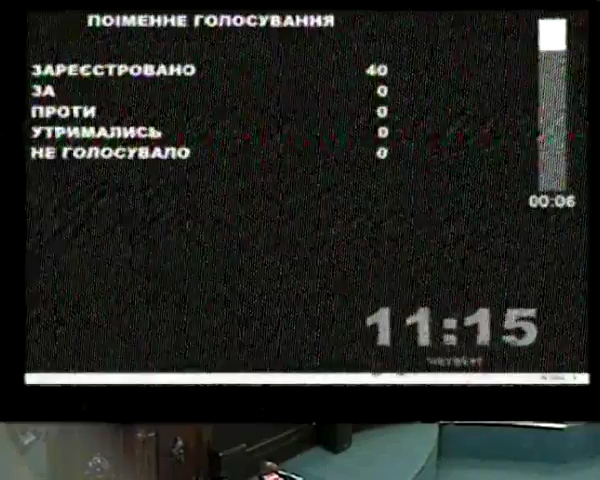 ПОІМЕННЕ ГОЛОСУВАННЯ
ЗАРЕЄСТРОВАНО 40
ЗА 0
ПРОТИ 0
УТРИМАЛИСЬ 0
НЕ ГОЛОСУВАЛО 0
00:06
11:15